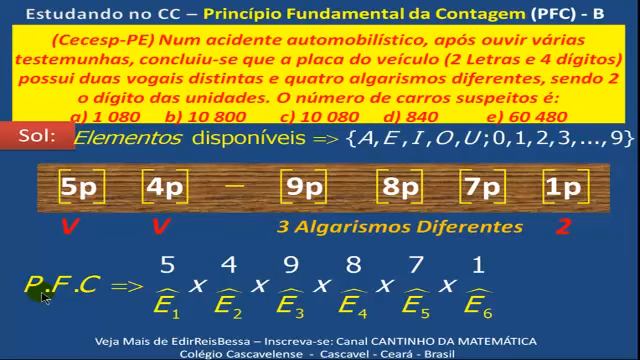 Estudando no CC – Princípio Fundamental da Contagem (PFC) - B
(Cecesp-PE) Num acidente automobilístico, após ouvir várias
testemunhas, concluiu-se que a placa do veículo (2 Letras e 4 dígitos)
possui duas vogais distintas e quatro algarismos diferentes, sendo 2
o dígito das unidades. O número de carros suspeitos é:
a) 1 080 b) 10 800 c) 10 080 d) 840 e) 60 480
Sol: Elementos disponíveis => {A,E,I,O,U;0,1,2,3,...,9}
[5p] [4p] – [9p] [8p] [7p] [1p]
V V 3 Algarismos Diferentes 2
5 4 9 8 7 1
P.F.C => E1 x E2 x E3 x E4 x E5 x E6
Veja Mais de EdirReisBessa – Inscreva-se: Canal CANTINHO DA MATEMÁTICA
Colégio Cascavelense - Cascavel - Ceará - Brasil